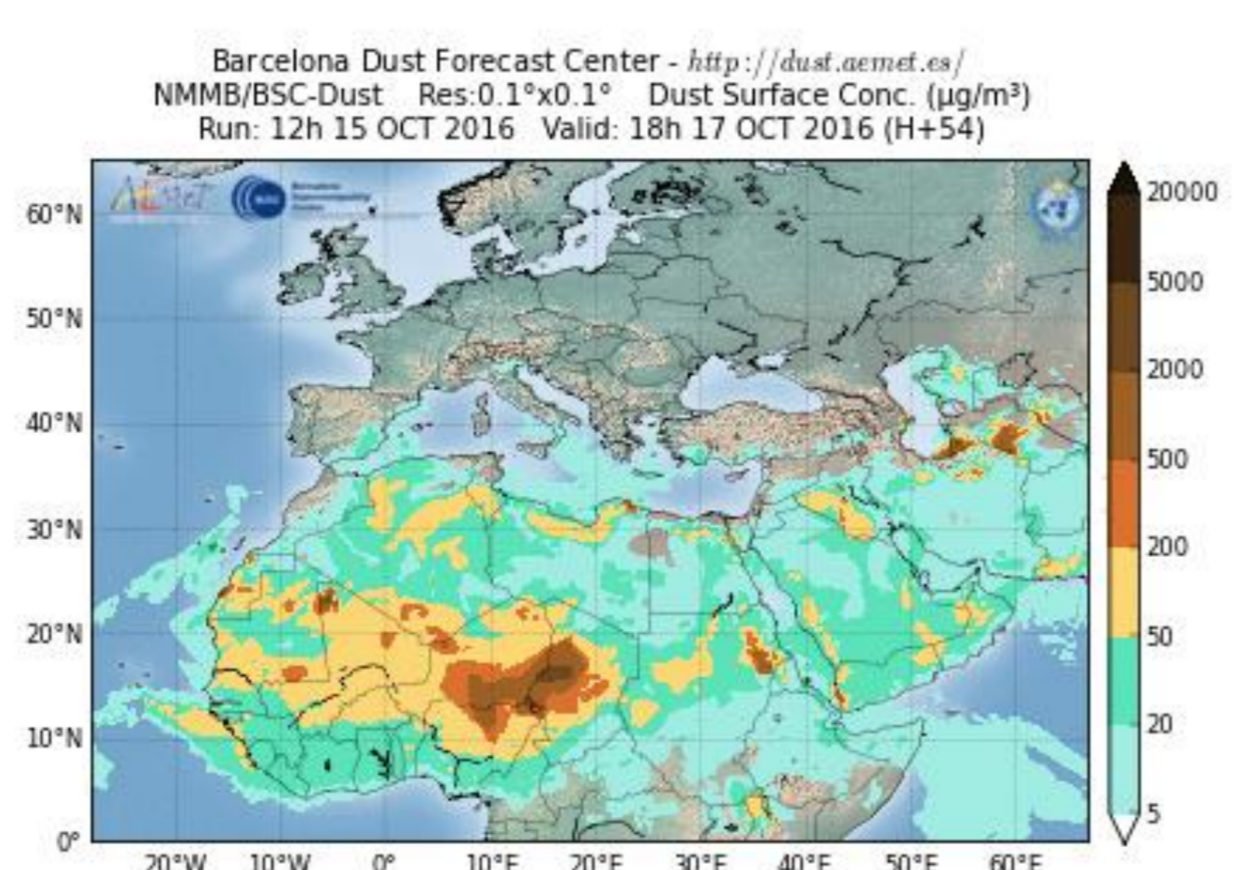 Barcelona Dust Forecast Center - http://dust.aemet.es/
NMMB/BSC-Dust Res:0.1°x0.1° Dust Surface Conc. (µg/m³)
Run: 12h 15 OCT 2016 Valid: 18h 17 OCT 2016 (H+54)
AEMet
60°N
50°N
40°N
30°N
20°N
10°N
0°
20°W 10°W 0° 10°E 20°E 30°E 40°E 50°E 60°E
20000
5000
2000
500
200
50
20
5